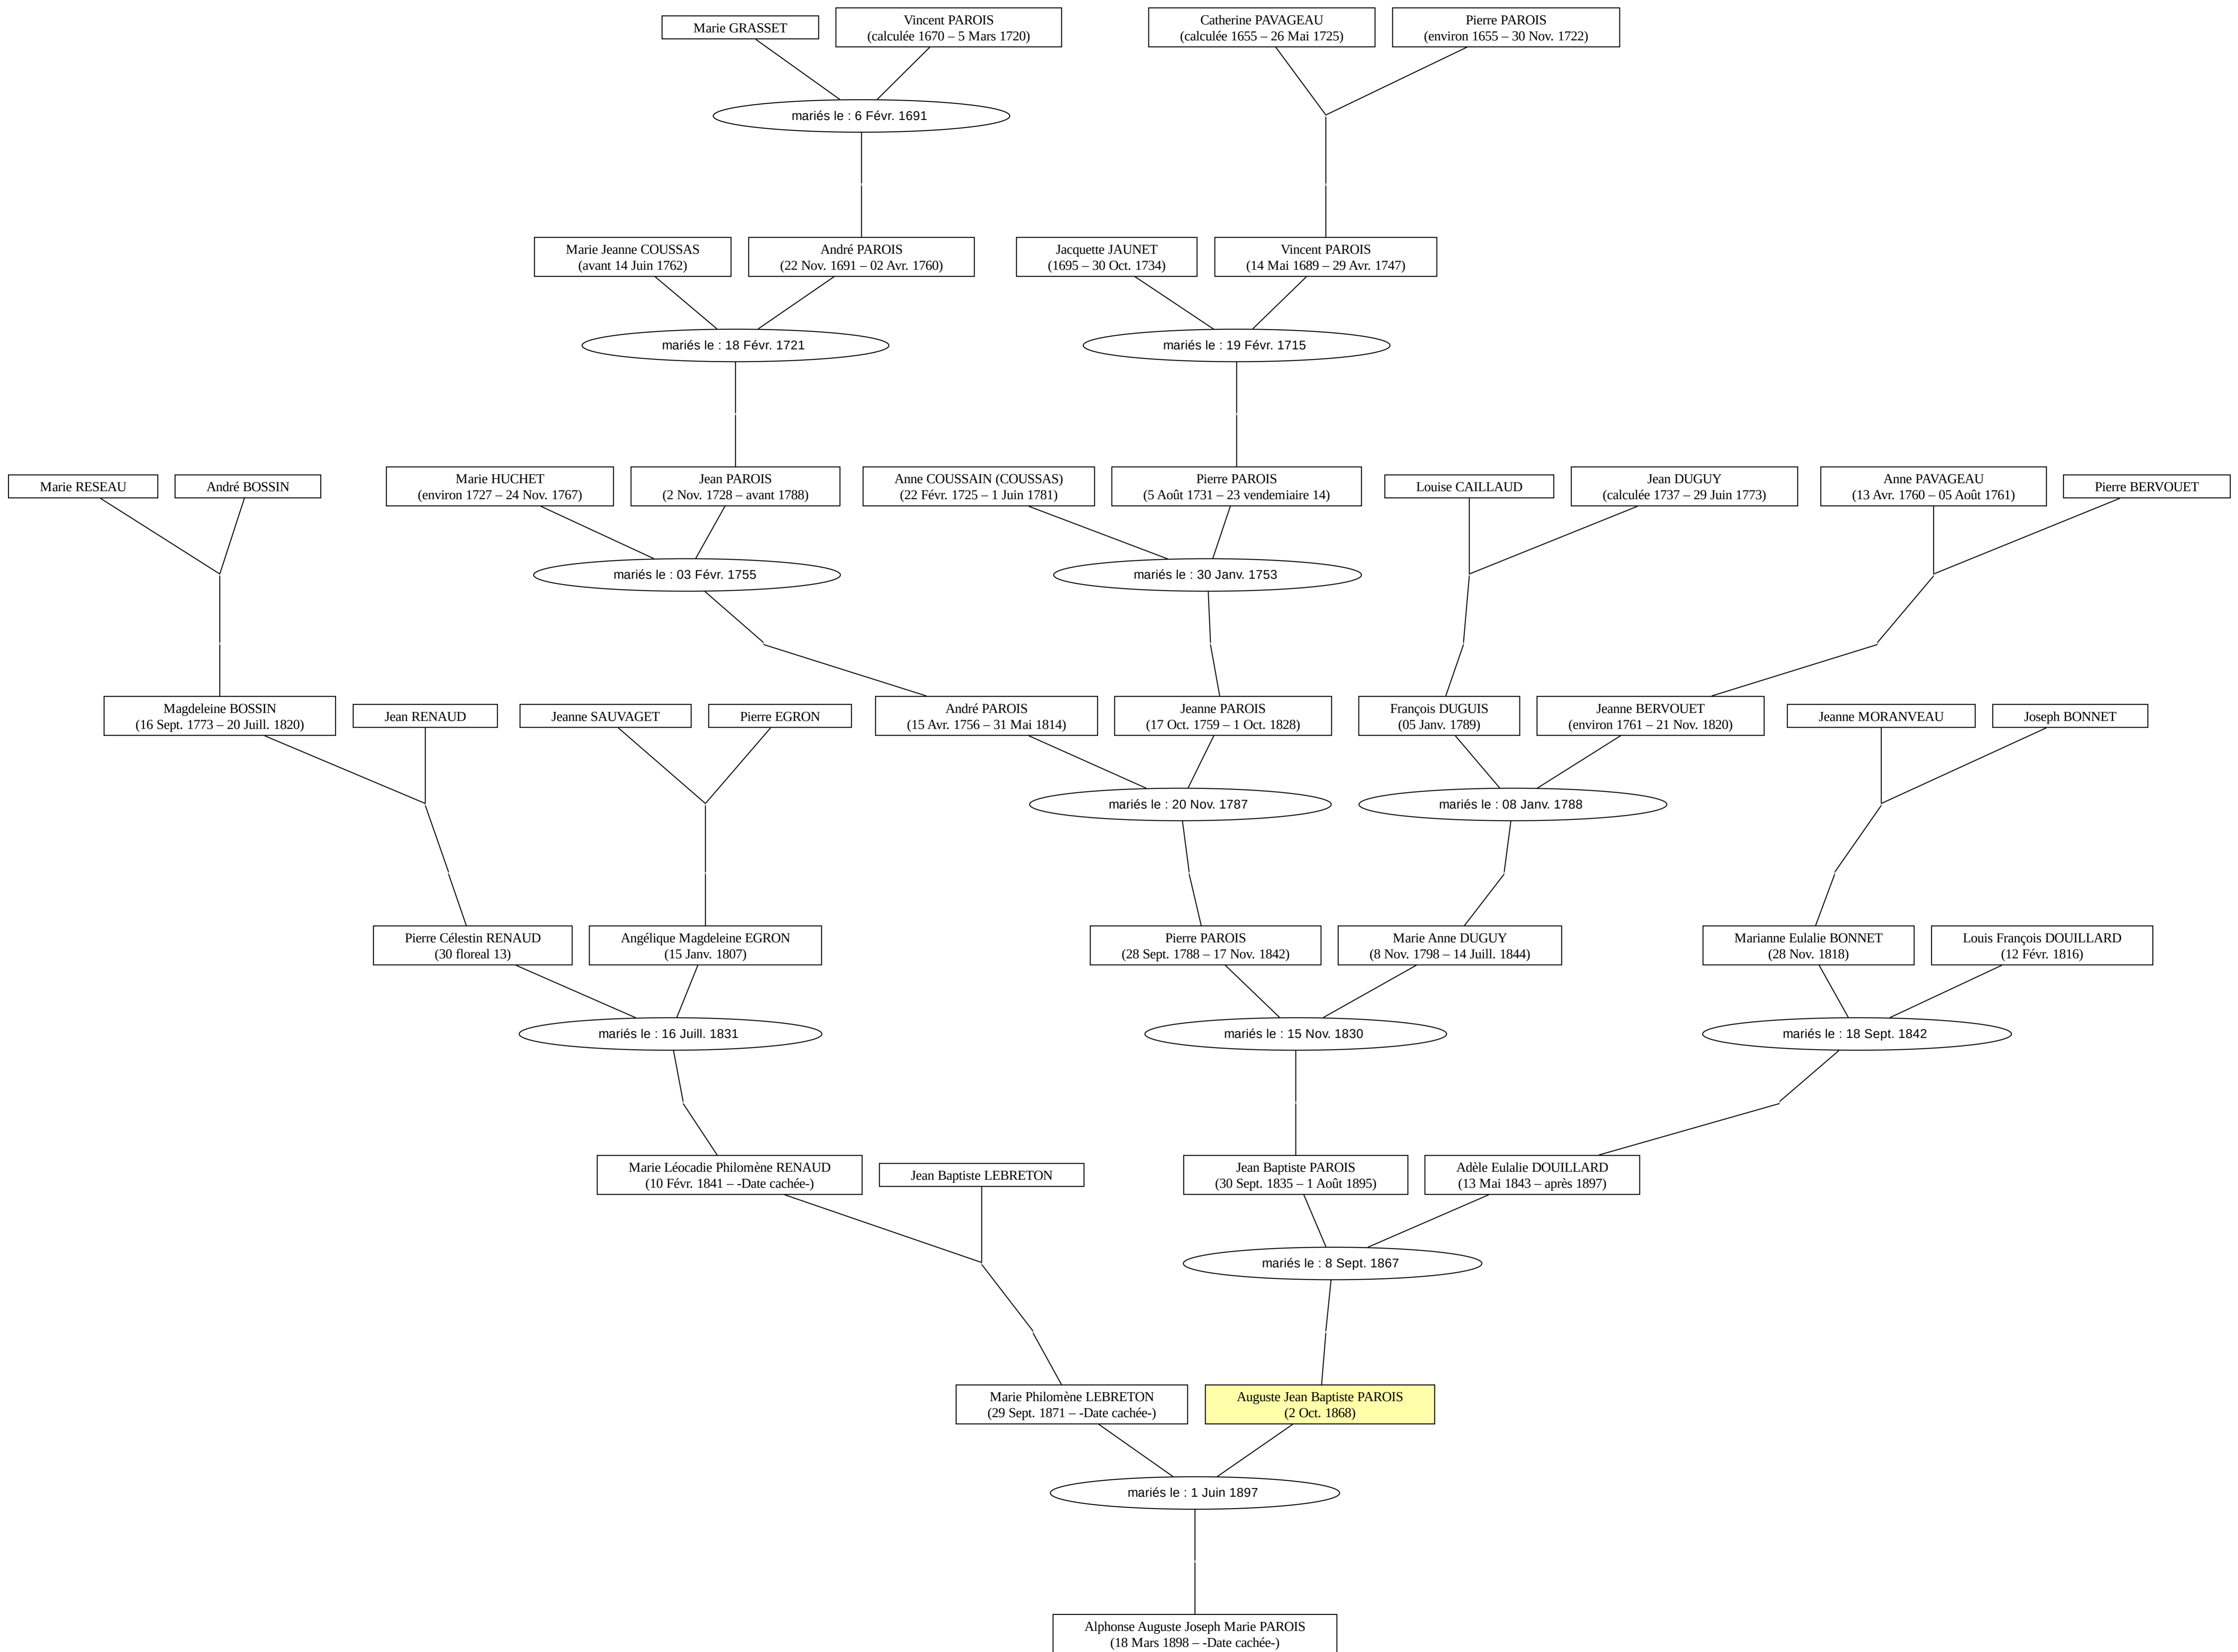 Marie GRASSET
Vincent PAROIS
(calculée 1670 – 5 Mars 1720)
Catherine PAVAGEAU
(calculée 1655 – 26 Mai 1725)
Pierre PAROIS
(environ 1655 – 30 Nov. 1722)
mariés le : 6 Févr. 1691
Marie Jeanne COUSSAS
(avant 14 Juin 1762)
André PAROIS
(22 Nov. 1691 – 02 Avr. 1760)
Jacquette JAUNET
(1695 – 30 Oct. 1734)
Vincent PAROIS
(14 Mai 1689 – 29 Avr. 1747)
mariés le : 18 Févr. 1721
mariés le : 19 Févr. 1715
Marie RESEAU
André BOSSIN
Marie HUCHET
(environ 1727 – 24 Nov. 1767)
Jean PAROIS
(2 Nov. 1728 – avant 1788)
Anne COUSSAIN (COUSSAS)
(22 Févr. 1725 – 1 Juin 1781)
Pierre PAROIS
(5 Août 1731 – 23 vendemiaire 14)
Louise CAILLAUD
Jean DUGUY
(calculée 1737 – 29 Juin 1773)
Anne PAVAGEAU
(13 Avr. 1760 – 05 Août 1761)
Pierre BERVOUET
mariés le : 03 Févr. 1755
mariés le : 30 Janv. 1753
Magdeleine BOSSIN
(16 Sept. 1773 – 20 Juill. 1820)
Jean RENAUD
Jeanne SAUVAGET
Pierre EGRON
André PAROIS
(15 Avr. 1756 – 31 Mai 1814)
Jeanne PAROIS
(17 Oct. 1759 – 1 Oct. 1828)
François DUGUIS
(05 Janv. 1789)
Jeanne BERVOUET
(environ 1761 – 21 Nov. 1820)
Jeanne MORANVEAU
Joseph BONNET
mariés le : 20 Nov. 1787
mariés le : 08 Janv. 1788
Pierre Célestin RENAUD
(30 floreal 13)
Angélique Magdeleine EGRON
(15 Janv. 1807)
Pierre PAROIS
(28 Sept. 1788 – 17 Nov. 1842)
Marie Anne DUGUY
(8 Nov. 1798 – 14 Juill. 1844)
Marianne Eulalie BONNET
(28 Nov. 1818)
Louis François DOUILLARD
(12 Févr. 1816)
mariés le : 16 Juill. 1831
mariés le : 15 Nov. 1830
mariés le : 18 Sept. 1842
Marie Léocadie Philomène RENAUD
(10 Févr. 1841 – -Date cachée-)
Jean Baptiste LEBRETON
Jean Baptiste PAROIS
(30 Sept. 1835 – 1 Août 1895)
Adèle Eulalie DOUILLARD
(13 Mai 1843 – après 1897)
mariés le : 8 Sept. 1867
Marie Philomène LEBRETON
(29 Sept. 1871 – -Date cachée-)
Auguste Jean Baptiste PAROIS
(2 Oct. 1868)
mariés le : 1 Juin 1897
Alphonse Auguste Joseph Marie PAROIS
(18 Mars 1898 – -Date cachée-)